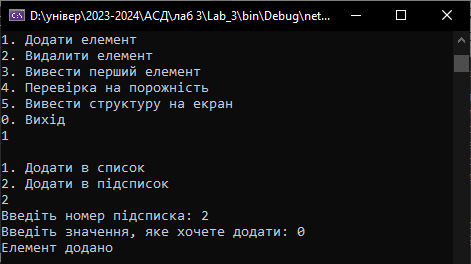 D:\універ\2023-2024\АСД\лаб 3\Lab_3\bin\Debug\net...
1. Додати елемент
2. Видалити елемент
3. Вивести перший елемент
4. Перевірка на порожність
5. Вивести структуру на екран
0. Вихід
1
1. Додати в список
2. Додати в підсписок
2
Введіть номер підписка: 2
Введіть значення, яке хочете додати: 0
Елемент додано